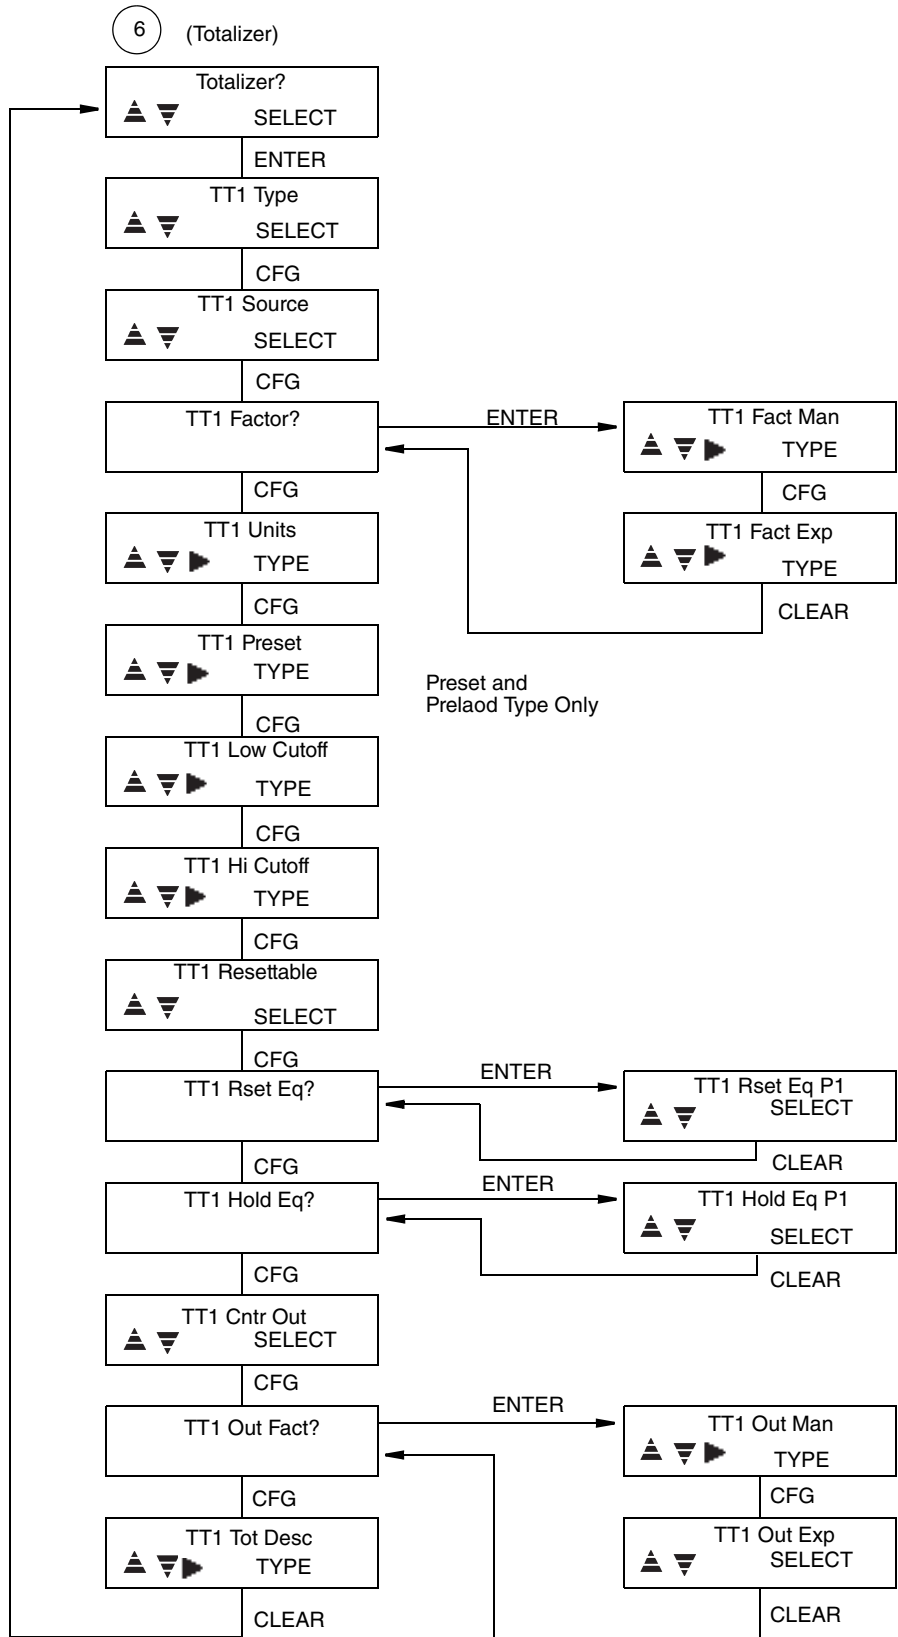 6 (Totalizer)
Totalizer?
SELECT
ENTER
TT1 Type
SELECT
CFG
TT1 Source
SELECT
CFG
TT1 Factor?
ENTER
TT1 Fact Man
TYPE
CFG
TT1 Fact Exp
TYPE
CLEAR
CFG
TT1 Units
TYPE
CFG
TT1 Preset
TYPE
Preset and
Prelaod Type Only
CFG
TT1 Low Cutoff
TYPE
CFG
TT1 Hi Cutoff
TYPE
CFG
TT1 Resettable
SELECT
CFG
TT1 Rset Eq?
ENTER
TT1 Rset Eq P1
SELECT
CLEAR
CFG
TT1 Hold Eq?
ENTER
TT1 Hold Eq P1
SELECT
CLEAR
CFG
TT1 Cntr Out
SELECT
CFG
TT1 Out Fact?
ENTER
TT1 Out Man
TYPE
CFG
TT1 Out Exp
SELECT
CLEAR
CFG
TT1 Tot Desc
TYPE
CLEAR